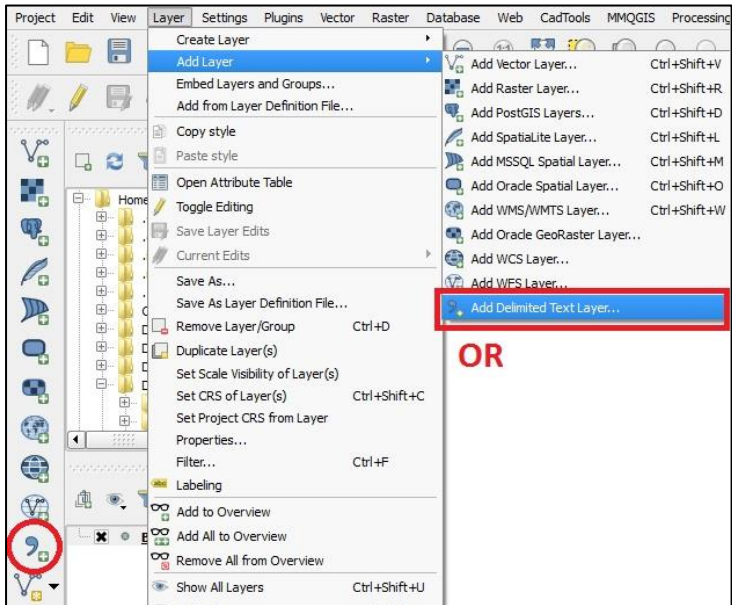 Project Edit View Layer Settings Plugins Vector Raster Database Web CadTools MMQGIS Processing
Create Layer
Add Layer
Embed Layers and Groups...
Add from Layer Definition File...
Copy style
Paste style
Open Attribute Table
Toggle Editing
Save Layer Edits
Current Edits
Save As...
Save As Layer Definition File...
Remove Layer/Group Ctrl+D
Duplicate Layer(s)
Set Scale Visibility of Layer(s)
Set CRS of Layer(s) Ctrl+Shift+C
Set Project CRS from Layer
Properties...
Filter... Ctrl+F
Labeling
Add to Overview
Add All to Overview
Remove All from Overview
Show All Layers Ctrl+Shift+U
Add Vector Layer... Ctrl+Shift+V
Add Raster Layer... Ctrl+Shift+R
Add PostGIS Layers... Ctrl+Shift+D
Add SpatiaLite Layer... Ctrl+Shift+L
Add MSSQL Spatial Layer... Ctrl+Shift+M
Add Oracle Spatial Layer... Ctrl+Shift+O
Add WMS/WMTS Layer... Ctrl+Shift+W
Add Oracle GeoRaster Layer...
Add WCS Layer...
Add WFS Layer...
Add Delimited Text Layer...
OR
Home